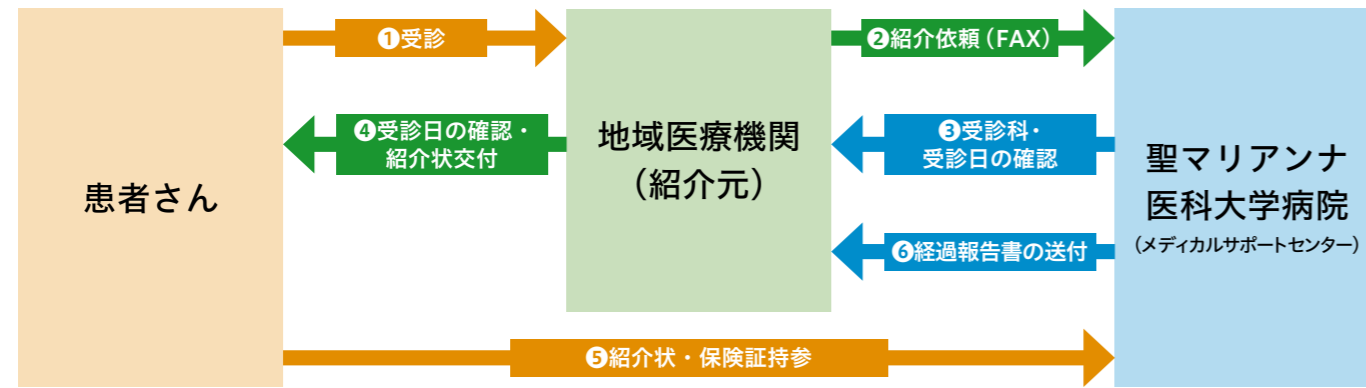 患者さん
❶受診
❹受診日の確認・
紹介状交付
地域医療機関
（紹介元）
❷紹介依頼（FAX）
❸受診科・
受診日の確認
❻経過報告書の送付
聖マリアンナ
医科大学病院
（メディカルサポートセンター）
❺紹介状・保険証持参